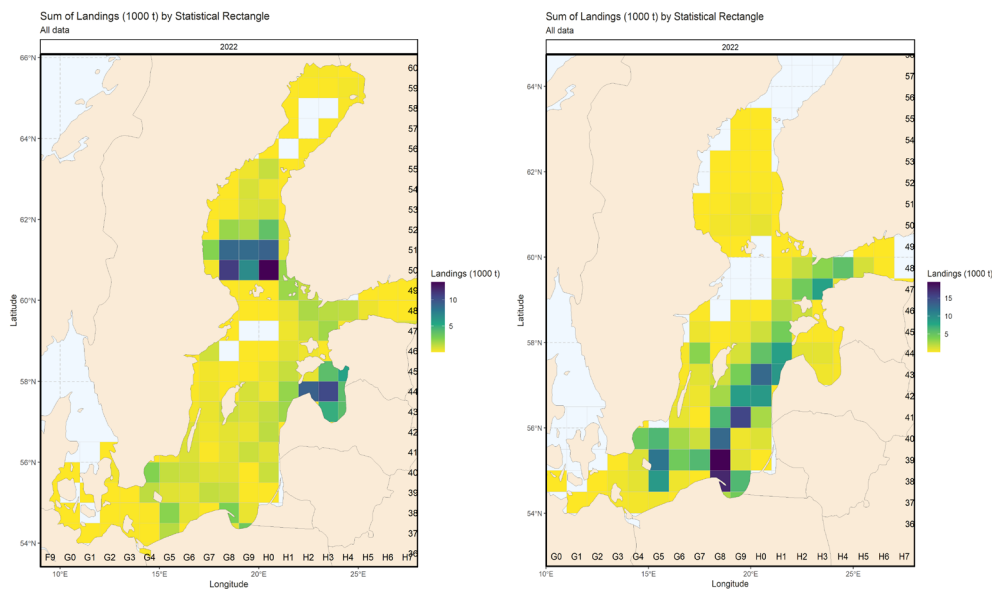 Sum of Landings (1000 t) by Statistical Rectangle
All data
2022
66°N
64°N
62°N
60°N
58°N
56°N
54°N
Latitude
60
59
58
57
56
55
54
53
52
51
50
49
48
47
46
45
44
43
42
41
40
39
38
37
36
F9 G0 G1 G2 G3 G4 G5 G6 G7 G8 G9 H0 H1 H2 H3 H4 H5 H6 H7
10°E 15°E 20°E 25°E
Longitude
Landings (1000 t)
10
5
Sum of Landings (1000 t) by Statistical Rectangle
All data
2022
64°N
62°N
60°N
58°N
56°N
54°N
Latitude
58
57
56
55
54
53
52
51
50
49
48
47
46
45
44
43
42
41
40
39
38
37
36
G0 G1 G2 G3 G4 G5 G6 G7 G8 G9 H0 H1 H2 H3 H4 H5 H6 H7
10°E 15°E 20°E 25°E
Longitude
Landings (1000 t)
15
10
5